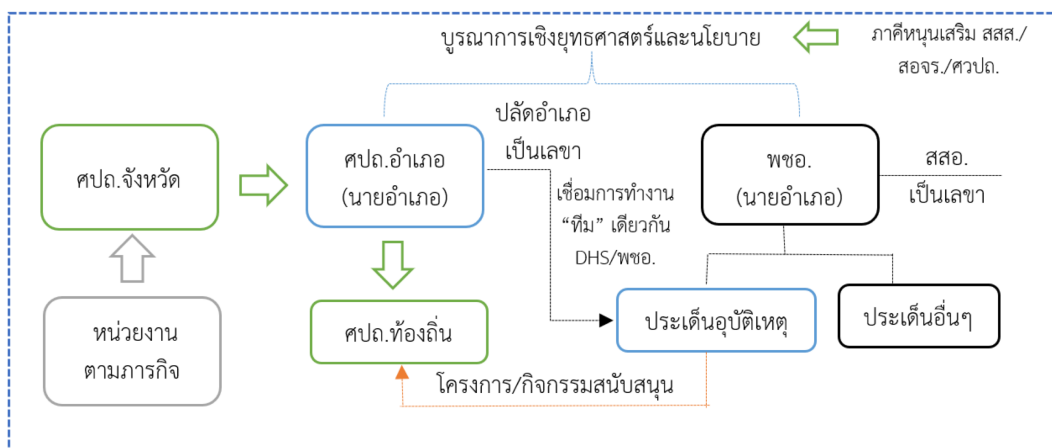 บูรณาการเชิงยุทธศาสตร์และนโยบาย
ภาคีหนุนเสริม สสส./
สอจร./ศวปถ.
ศปถ.จังหวัด
ศปถ.อำเภอ
(นายอำเภอ)
ปลัดอำเภอ
เป็นเลขา
พชอ.
(นายอำเภอ)
สสอ.
เป็นเลขา
เชื่อมการทำงาน
“ทีม” เดียวกัน
DHS/พชอ.
หน่วยงาน
ตามภารกิจ
ศปถ.ท้องถิ่น
ประเด็นอุบัติเหตุ
ประเด็นอื่นๆ
โครงการ/กิจกรรมสนับสนุน